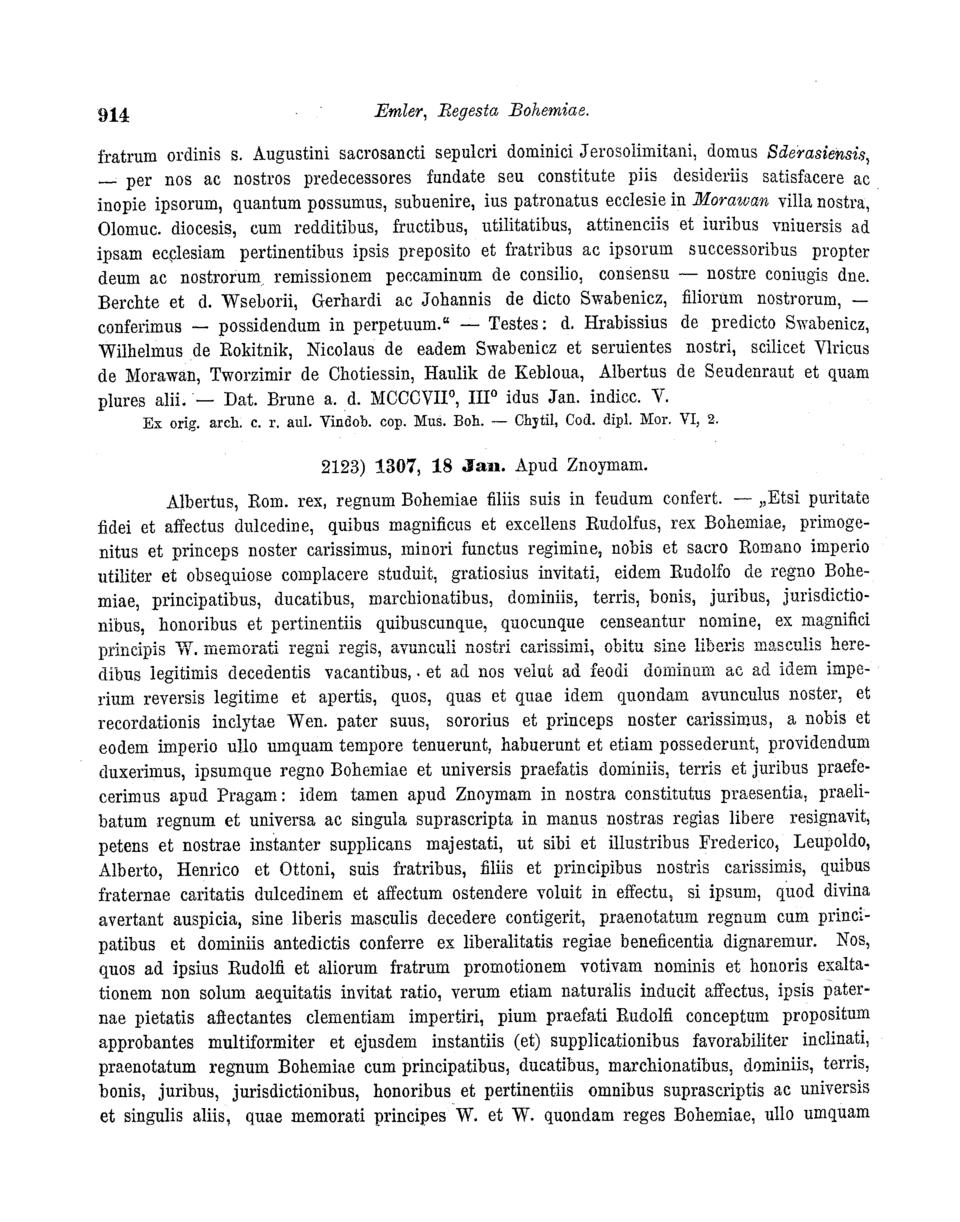 914 Emler, Regesta Bohemiae.
fratrum ordinis s. Augustini sacrosancti sepulcri dominici Jerosolimitani, domus Sderasiensis,
— per nos ac nostros predecessores fundate seu constitute piis desideriis satisfacere ac
inopie ipsorum, quantum possumus, subuenire, ius patronatus ecclesie in Morawan villa nostra,
Olomuc. diocesis, cum redditibus, fructibus, utilitatibus, attinenciis et iuribus vniuersis ad
ipsam ecclesiam pertinentibus ipsis preposito et fratribus ac ipsorum successoribus propter
deum ac nostrorum remissionem peccaminum de consilio, consensu — nostre coniugis dne.
Berchte et d. Wseborii, Gerhardi ac Johannis de dicto Swabenicz, filiorum nostrorum, —
conferimus — possidendum in perpetuum.“ — Testes: d. Hrabissius de predicto Swabenicz,
Wilhelmus de Rokitnik, Nicolaus de eadem Swabenicz et seruientes nostri, scilicet Vlricus
de Morawan, Tworzimir de Chotiessin, Haulik de Kebloua, Albertus de Seudenraut et quam
plures alii. — Dat. Brune a. d. MCCCVII⁰, III⁰ idus Jan. indicc. V.
Ex orig. arch. c. r. aul. Vindob. cop. Mus. Boh. — Chytil, Cod. dipl. Mor. VI, 2.
2123) 1307, 18 Jan. Apud Znoymam.
Albertus, Rom. rex, regnum Bohemiae filiis suis in feudum confert. — „Etsi puritate
fidei et affectus dulcedine, quibus magnificus et excellens Rudolfus, rex Bohemiae, primoge-
nitus et princeps noster carissimus, minori functus regimine, nobis et sacro Romano imperio
utiliter et obsequiose complacere studuit, gratiosius invitati, eidem Rudolfo de regno Bohe-
miae, principatibus, ducatibus, marchionatibus, dominiis, terris, bonis, juribus, jurisdictio-
nibus, honoribus et pertinentiis quibuscunque, quocunque censeantur nomine, ex magnifici
principis W. memorati regni regis, avunculi nostri carissimi, obitu sine liberis masculis here-
dibus legitimis decedentis vacantibus, et ad nos velut ad feodi dominum ac ad idem impe-
rium reversis legitime et apertis, quos, quas et quae idem quondam avunculus noster, et
recordationis inclytae Wen. pater suus, sororius et princeps noster carissimus, a nobis et
eodem imperio ullo umquam tempore tenuerunt, habuerunt et etiam possederunt, providendum
duxerimus, ipsumque regno Bohemiae et universis praefatis dominiis, terris et juribus praefe-
cerimus apud Pragam: idem tamen apud Znoymam in nostra constitutus praesentia, praeli-
batum regnum et universa ac singula suprascripta in manus nostras regias libere resignavit,
petens et nostrae instanter supplicans majestati, ut sibi et illustribus Frederico, Leupoldo,
Alberto, Henrico et Ottoni, suis fratribus, filiis et principibus nostris carissimis, quibus
fraternae caritatis dulcedinem et affectum ostendere voluit in effectu, si ipsum, quod divina
avertant auspicia, sine liberis masculis decedere contigerit, praenotatum regnum cum princi-
patibus et dominiis antedictis conferre ex liberalitatis regiae beneficentia dignaremur. Nos,
quos ad ipsius Rudolfi et aliorum fratrum promotionem votivam nominis et honoris exalta-
tionem non solum aequitatis invitat ratio, verum etiam naturalis inducit affectus, ipsis pater-
nae pietatis affectantes clementiam impertiri, pium praefati Rudolfi conceptum propositum
approbantes multiformiter et ejusdem instantiis (et) supplicationibus favorabiliter inclinati,
praenotatum regnum Bohemiae cum principatibus, ducatibus, marchionatibus, dominiis, terris,
bonis, juribus, jurisdictionibus, honoribus et pertinentiis omnibus suprascriptis ac universis
et singulis aliis, quae memorati principes W. et W. quondam reges Bohemiae, ullo umquam